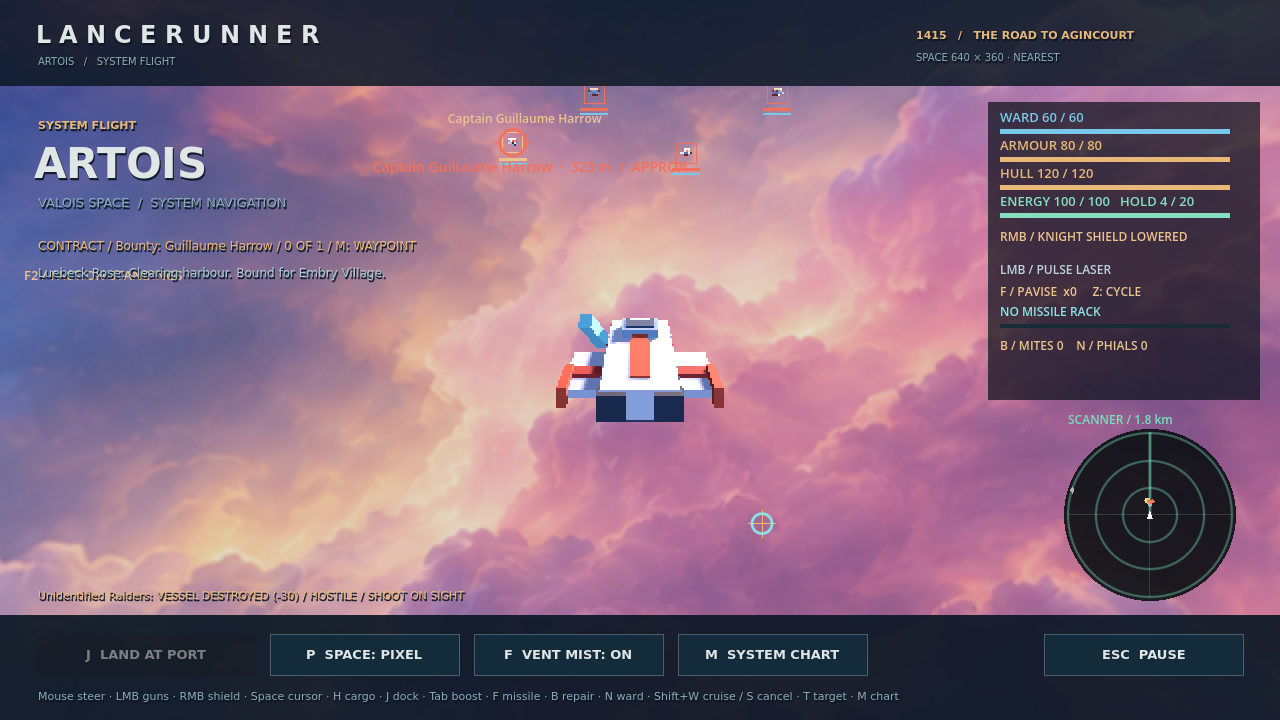 LANCERUNNER
ARTOIS / SYSTEM FLIGHT
1415 / THE ROAD TO AGINCOURT
SPACE 640 × 360 · NEAREST
SYSTEM FLIGHT
ARTOIS
VALOIS SPACE / SYSTEM NAVIGATION
CONTRACT / Bounty: Guillaume Harrow / 0 OF 1 / M: WAYPOINT
Luebeck Rose: Clearing harbour. Bound for Embry Village.
F2 /
Captain Guillaume Harrow
Captain Guillaume Harrow · 323 m / APPROX
WARD 60 / 60
ARMOUR 80 / 80
HULL 120 / 120
ENERGY 100 / 100 HOLD 4 / 20
RMB / KNIGHT SHIELD LOWERED
LMB / PULSE LASER
F / PAVISE x0 Z: CYCLE
NO MISSILE RACK
B / MITES 0 N / PHIALS 0
SCANNER / 1.8 km
Unidentified Raiders: VESSEL DESTROYED (-30) / HOSTILE / SHOOT ON SIGHT
J LAND AT PORT
P SPACE: PIXEL
F VENT MIST: ON
M SYSTEM CHART
ESC PAUSE
Mouse steer · LMB guns · RMB shield · Space cursor · H cargo · J dock · Tab boost · F missile · B repair · N ward · Shift+W cruise / S cancel · T target · M chart